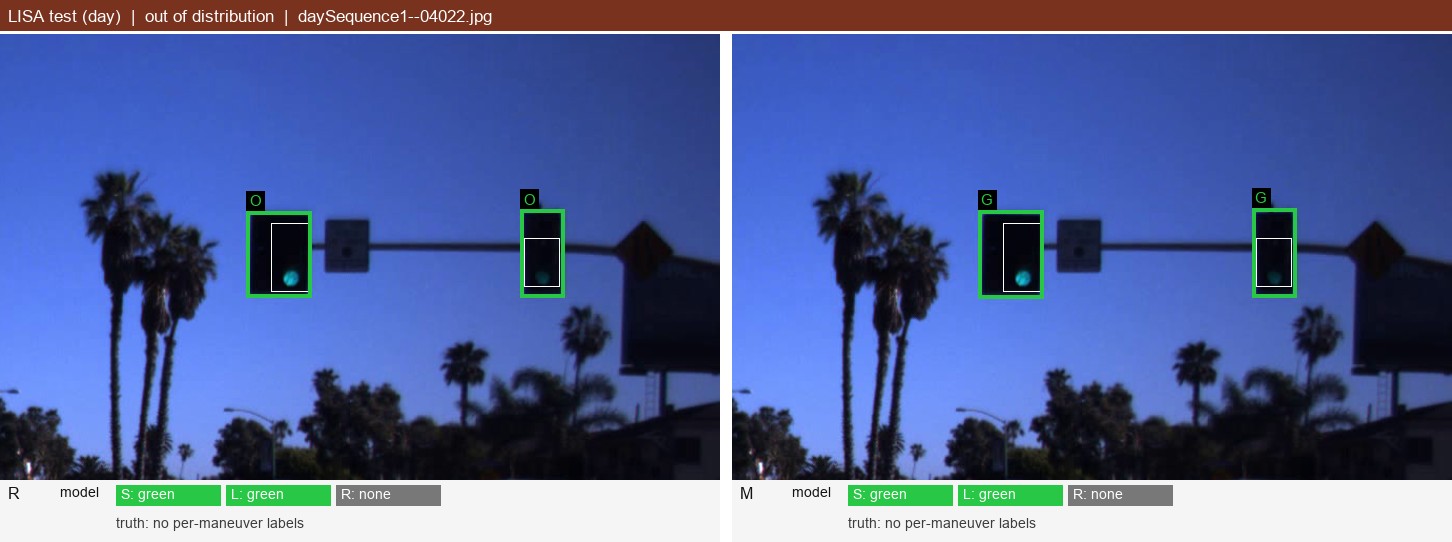 LISA test (day) | out of distribution | daySequence1--04022.jpg
O
O
G
G
R model S: green L: green R: none
truth: no per-maneuver labels
M model S: green L: green R: none
truth: no per-maneuver labels